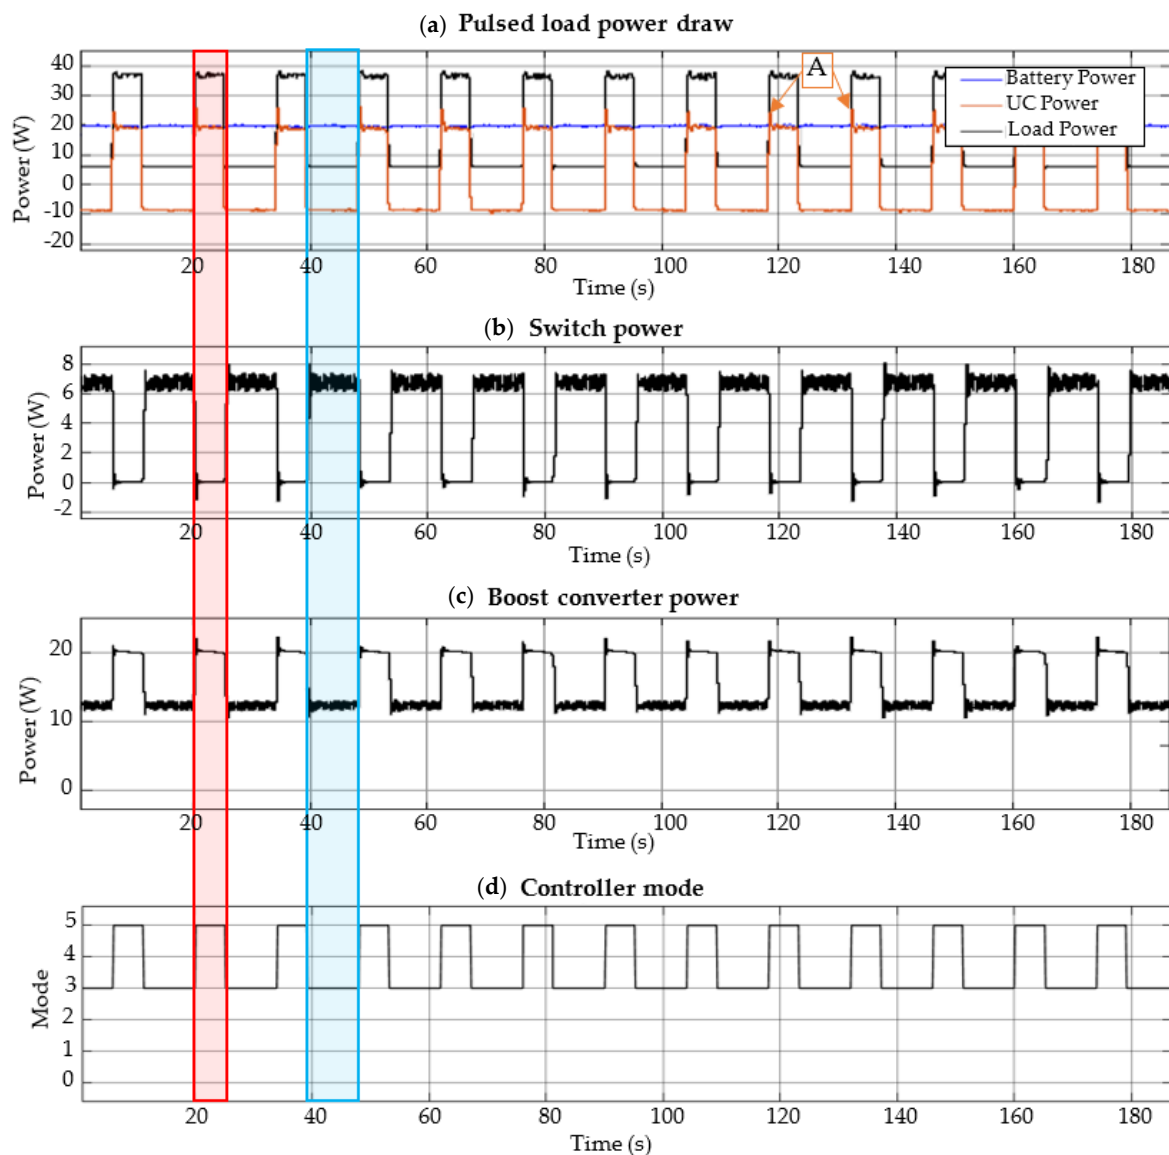 (a) Pulsed load power draw
Power (W)
40
30
20
10
0
-10
-20
A
Battery Power
UC Power
Load Power
20 40 60 80 100 120 140 160 180
Time (s)
(b) Switch power
Power (W)
8
6
4
2
0
-2
20 40 60 80 100 120 140 160 180
Time (s)
(c) Boost converter power
Power (W)
20
10
0
20 40 60 80 100 120 140 160 180
Time (s)
(d) Controller mode
Mode
5
4
3
2
1
0
20 40 60 80 100 120 140 160 180
Time (s)